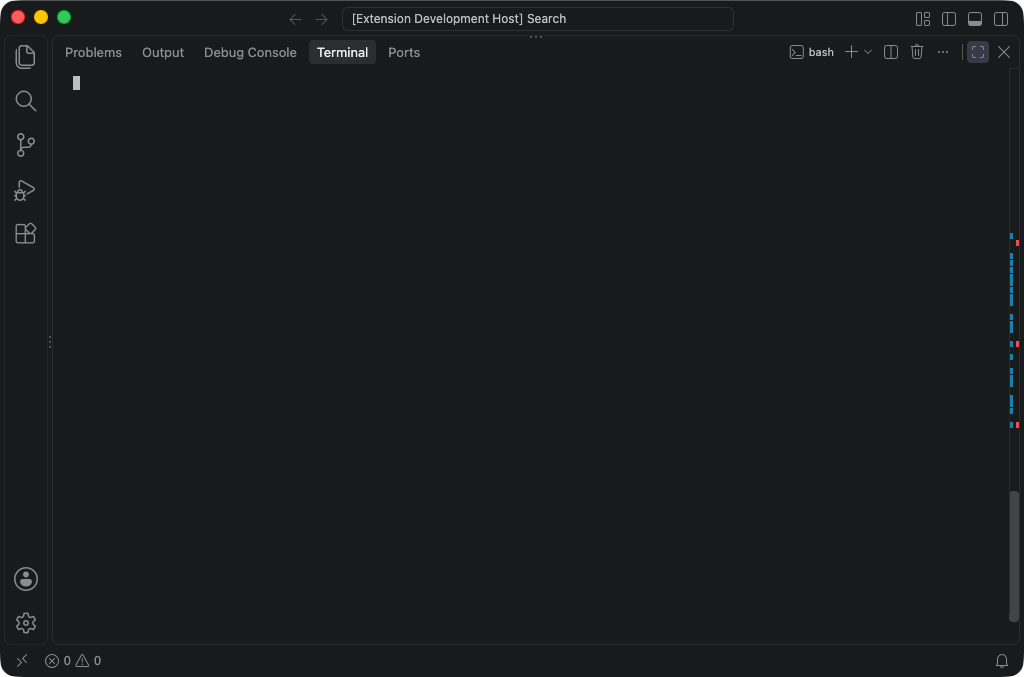 [Extension Development Host] Search
Problems Output Debug Console Terminal Ports bash
0 0